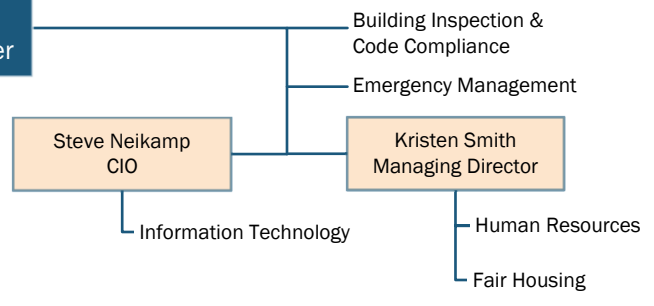 Building Inspection &
Code Compliance
Emergency Management
Steve Neikamp
CIO
Kristen Smith
Managing Director
Information Technology
Human Resources
Fair Housing